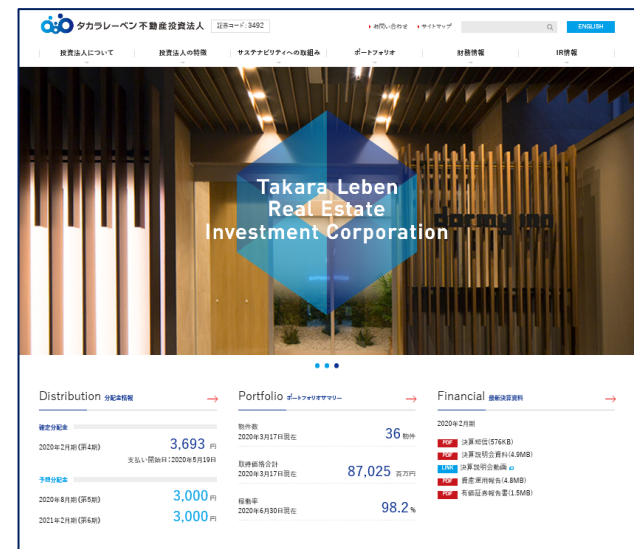 タカラレーベン不動産投資法人
証券コード: 3492
お問い合わせ
サイトマップ
ENGLISH
投資法人について
投資法人の特徴
サステナビリティへの取組み
ポートフォリオ
財務情報
IR情報
Takara Leben
Real Estate
Investment Corporation
dormy inn
Distribution 分配金情報
確定分配金
2020年2月期(第4期)
3,693 円
支払い開始日:2020年5月19日
予想分配金
2020年8月期(第5期)
3,000 円
2021年2月期(第6期)
3,000 円
Portfolio ポートフォリオサマリー
物件数
2020年3月17日現在
36 物件
取得価格合計
2020年3月17日現在
87,025 百万円
稼働率
2020年6月30日現在
98.2 %
Financial 最新決算資料
2020年2月期
PDF 決算短信(576KB)
PDF 決算説明会資料(4.9MB)
LINK 決算説明会動画
PDF 資産運用報告(4.8MB)
PDF 有価証券報告書(1.5MB)